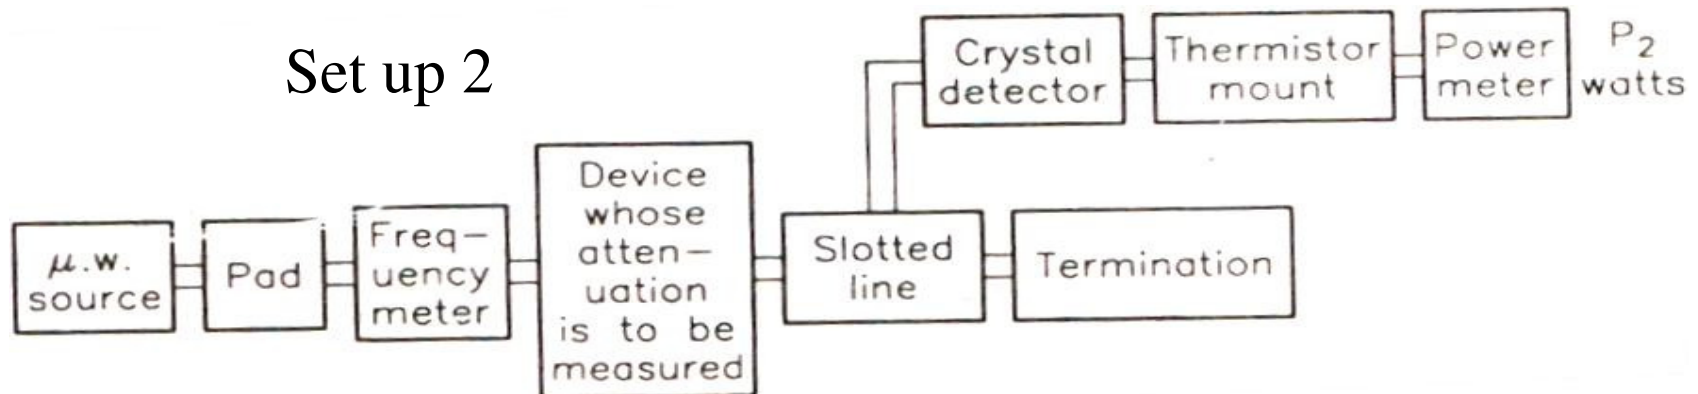 Set up 2
μ.w.
source
Pad
Freq-
uency
meter
Device
whose
atten-
uation
is to be
measured
Slotted
line
Termination
Crystal
detector
Thermistor
mount
Power
meter
P₂
watts